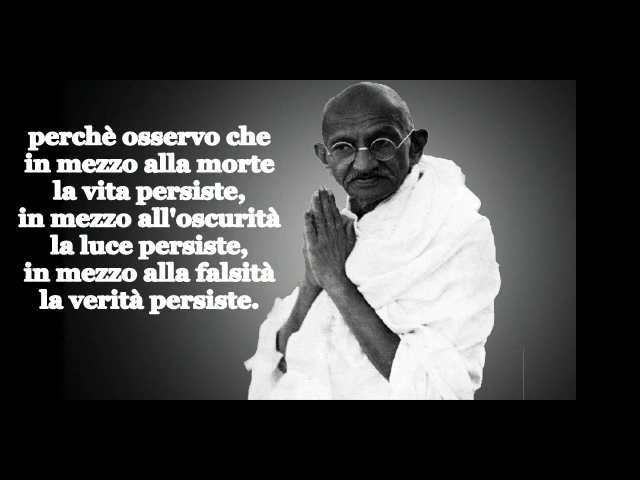 perchè osservo che
in mezzo alla morte
la vita persiste,
in mezzo all'oscurità
la luce persiste,
in mezzo alla falsità
la verità persiste.